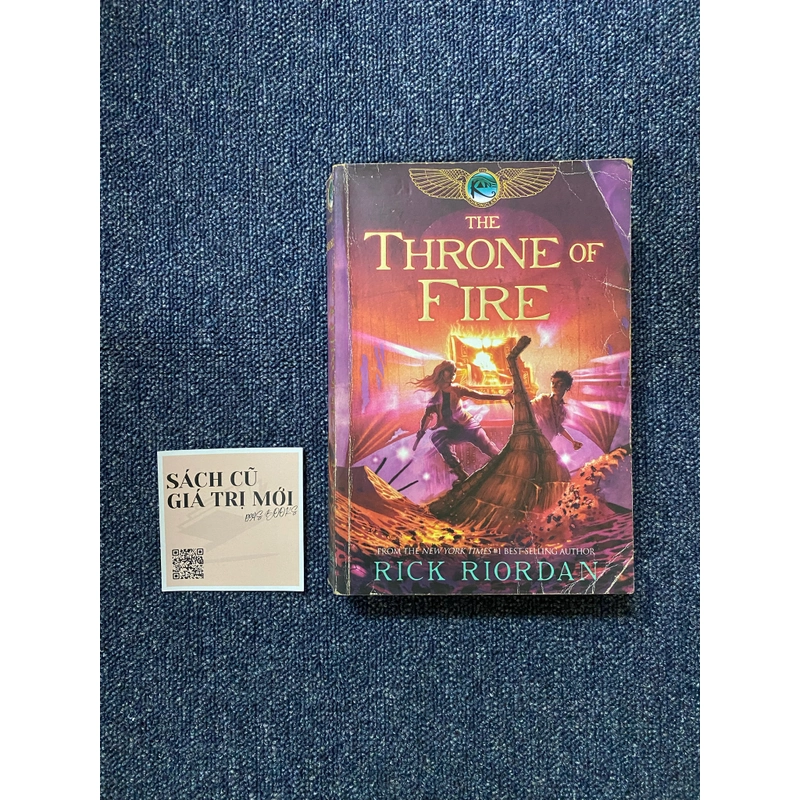 KANE
THE
THRONE OF
FIRE
FROM THE NEW YORK TIMES #1 BEST-SELLING AUTHOR
RICK RIORDAN
SÁCH CŨ
GIÁ TRỊ MỚI